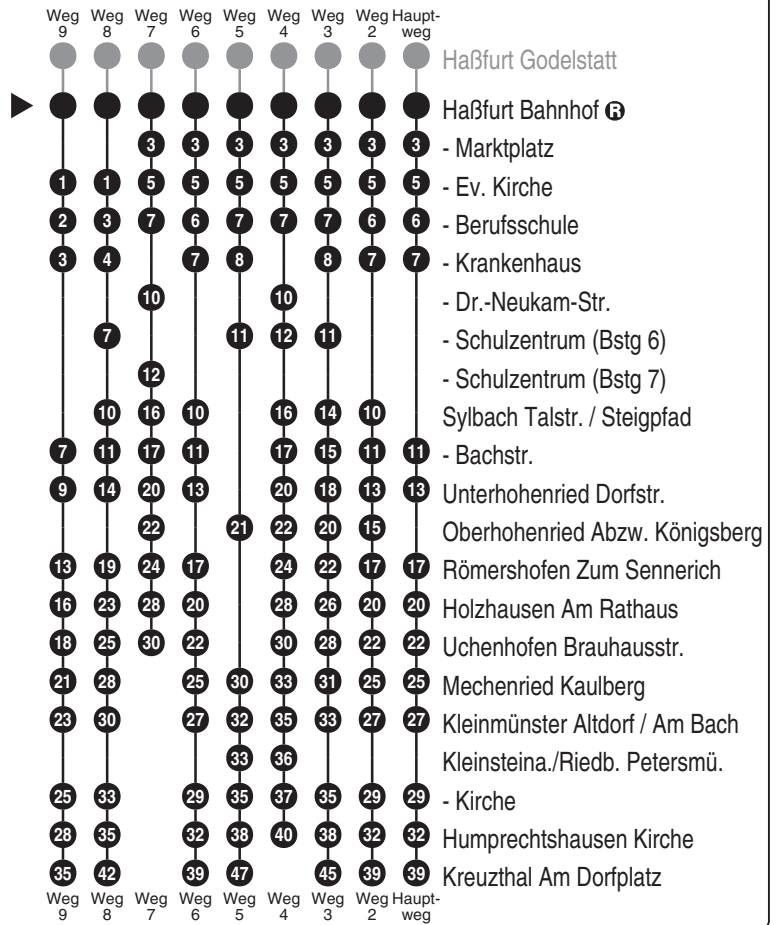 Weg 9 Weg 8 Weg 7 Weg 6 Weg 5 Weg 4 Weg 3 Weg 2 Haupt-weg
Haßfurt Godelstatt
Haßfurt Bahnhof R
3 3 3 3 3 3 3 - Marktplatz
1 1 5 5 5 5 5 5 5 - Ev. Kirche
2 3 7 6 7 7 7 6 6 - Berufsschule
3 4 7 8 8 7 7 - Krankenhaus
10 10 - Dr.-Neukam-Str.
7 11 12 11 - Schulzentrum (Bstg 6)
12 - Schulzentrum (Bstg 7)
10 16 10 16 14 10 Sylbach Talstr. / Steigpfad
7 11 17 11 17 15 11 11 - Bachstr.
9 14 20 13 20 18 13 13 Unterhohenried Dorfstr.
22 21 22 20 15 Oberhohenried Abzw. Königsberg
13 19 24 17 24 22 17 17 Römershofen Zum Sennerich
16 23 28 20 28 26 20 20 Holzhausen Am Rathaus
18 25 30 22 30 28 22 22 Uchenhofen Brauhausstr.
21 28 25 30 33 31 25 25 Mechenried Kaulberg
23 30 27 32 35 33 27 27 Kleinmünster Altdorf / Am Bach
33 36 Kleinsteina./Riedb. Petersmü.
25 33 29 35 37 35 29 29 - Kirche
28 35 32 38 40 38 32 32 Humprechtshausen Kirche
35 42 39 47 45 39 39 Kreuzthal Am Dorfplatz
Weg 9 Weg 8 Weg 7 Weg 6 Weg 5 Weg 4 Weg 3 Weg 2 Haupt-weg